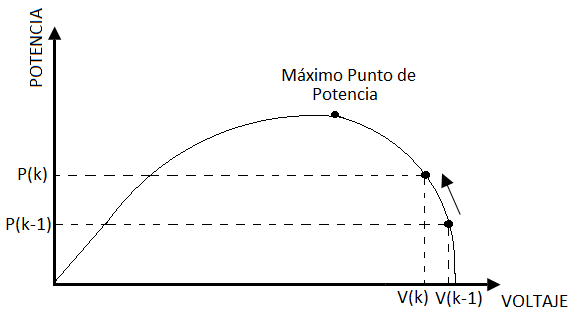 POTENCIA
Máximo Punto de
Potencia
P(k)
P(k-1)
V(k)
V(k-1)
VOLTAJE